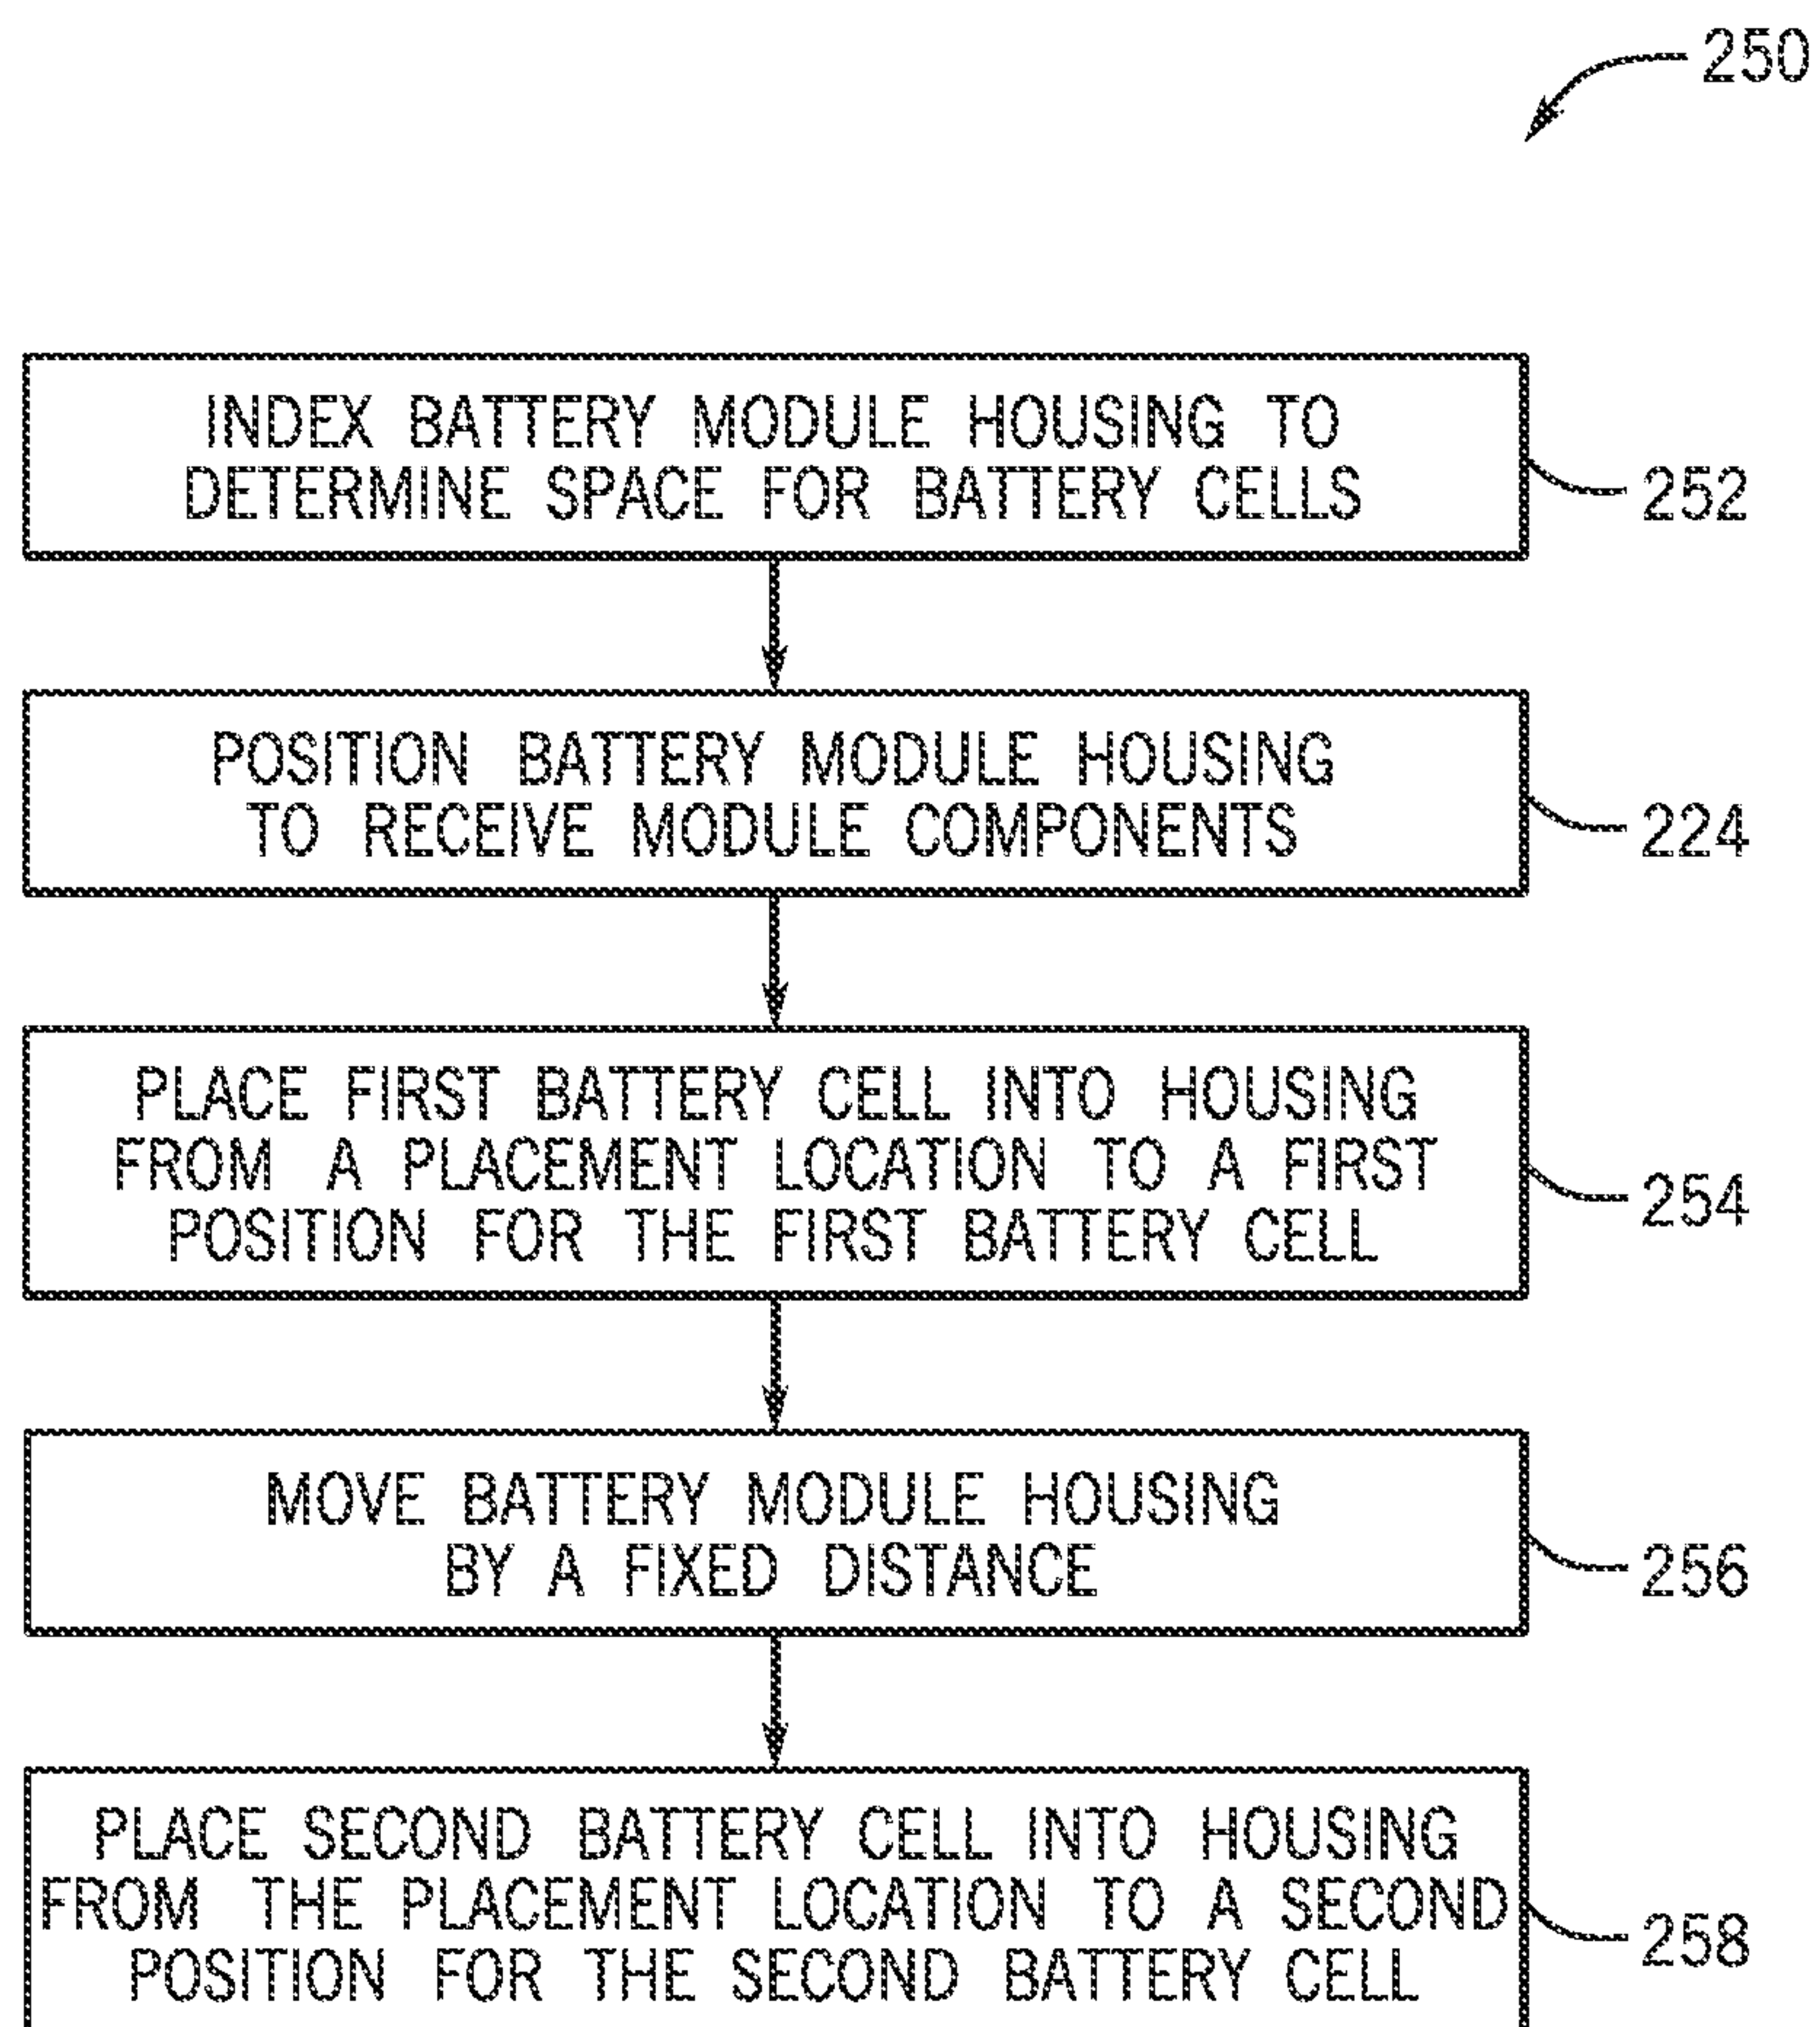 250
INDEX BATTERY MODULE HOUSING TO
DETERMINE SPACE FOR BATTERY CELLS
252
POSITION BATTERY MODULE HOUSING
TO RECEIVE MODULE COMPONENTS
224
PLACE FIRST BATTERY CELL INTO HOUSING
FROM A PLACEMENT LOCATION TO A FIRST
POSITION FOR THE FIRST BATTERY CELL
254
MOVE BATTERY MODULE HOUSING
BY A FIXED DISTANCE
256
PLACE SECOND BATTERY CELL INTO HOUSING
FROM THE PLACEMENT LOCATION TO A SECOND
POSITION FOR THE SECOND BATTERY CELL
258